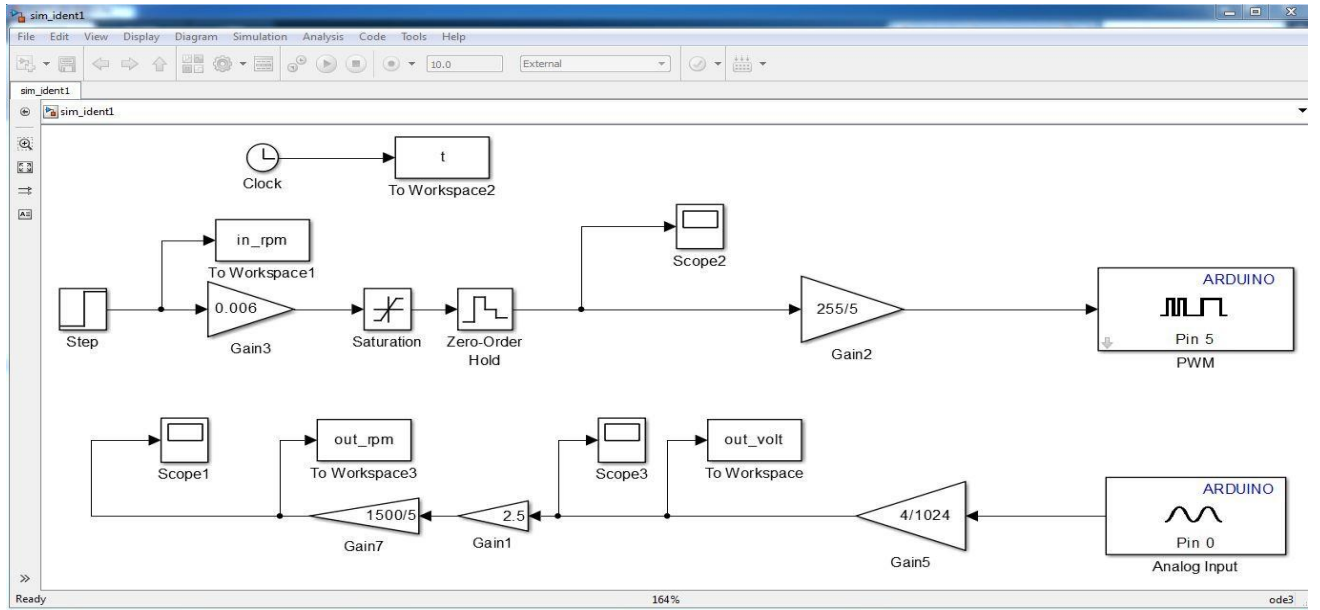 sim_ident1
File Edit View Display Diagram Simulation Analysis Code Tools Help
10.0 External
sim_ident1
sim_ident1
t
Clock
To Workspace2
in_rpm
To Workspace1
Scope2
ARDUINO
0.006
255/5
Pin 5
Step
Gain3
Saturation
Zero-Order
Hold
Gain2
PWM
out_rpm
out_volt
Scope1
To Workspace3
Scope3
To Workspace
ARDUINO
1500/5
2.5
4/1024
Pin 0
Gain7
Gain1
Gain5
Analog Input
Ready 164% ode3